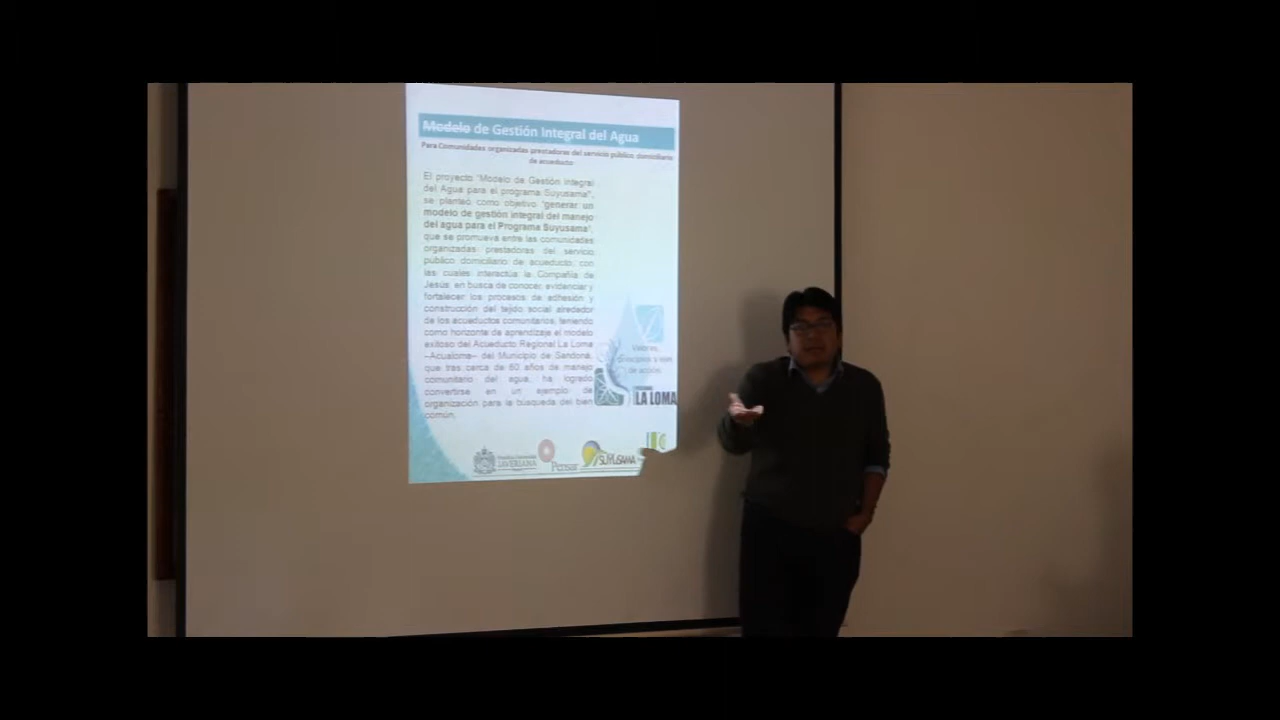 Modelo de Gestión Integral del Agua
Para Comunidades organizadas prestadoras del servicio público domiciliario
de acueducto
El proyecto "Modelo de Gestión Integral
del Agua para el programa Suyusama",
se planteó como objetivo "generar un
modelo de gestión integral del manejo
del agua para el Programa Suyusama",
que se promueva entre las comunidades
organizadas prestadoras del servicio
público domiciliario de acueducto, con
las cuales interactúa la Compañía de
Jesús, en busca de conocer, evidenciar y
fortalecer los procesos de adhesión y
construcción del tejido social alrededor
de los acueductos comunitarios, teniendo
como horizonte de aprendizaje el modelo
exitoso del Acueducto Regional La Loma
–Acualoma– del Municipio de Sandoná,
que tras cerca de 60 años de manejo
comunitario del agua, ha logrado
convertirse en un ejemplo de
organización para la búsqueda del bien
común.
Valores,
principios y ejes
de acción
LA LOMA
JAVERIANA
Pensar
SUYUSAMA